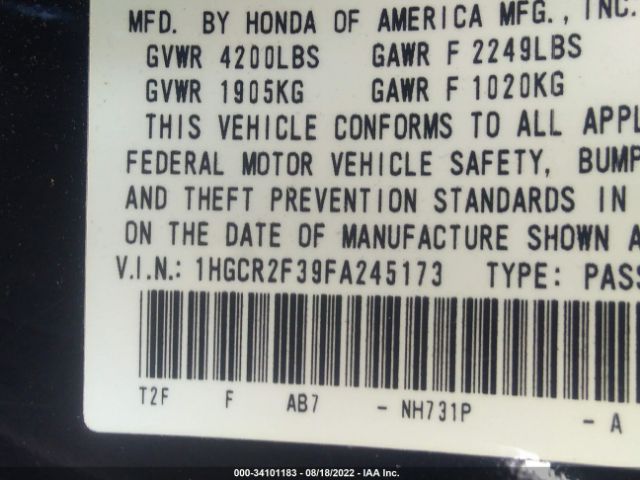 MFD. BY HONDA OF AMERICA MFG., INC.
GVWR 4200LBS GAWR F 2249LBS
GVWR 1905KG GAWR F 1020KG
THIS VEHICLE CONFORMS TO ALL APPL
FEDERAL MOTOR VEHICLE SAFETY, BUMP
AND THEFT PREVENTION STANDARDS IN
ON THE DATE OF MANUFACTURE SHOWN A
V.I.N.: 1HGCR2F39FA245173 TYPE: PASS
T2F F AB7 - NH731P - A
000-34101183 - 08/18/2022 - IAA Inc.